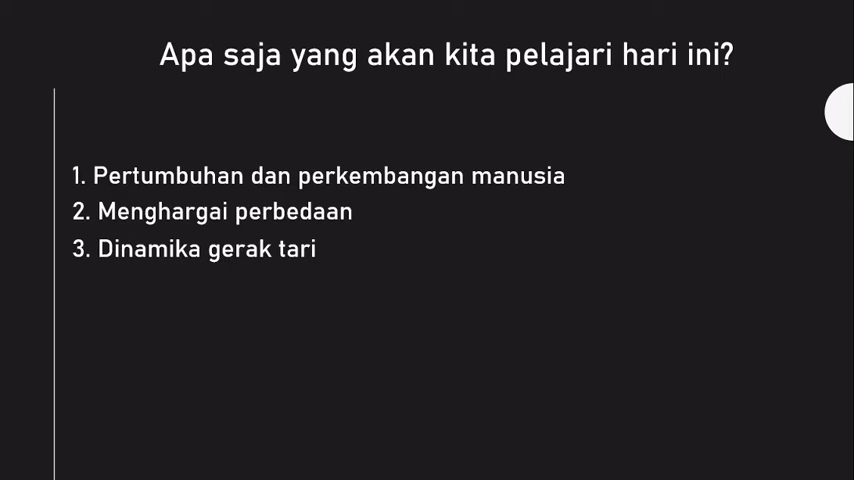 Apa saja yang akan kita pelajari hari ini?
1. Pertumbuhan dan perkembangan manusia
2. Menghargai perbedaan
3. Dinamika gerak tari